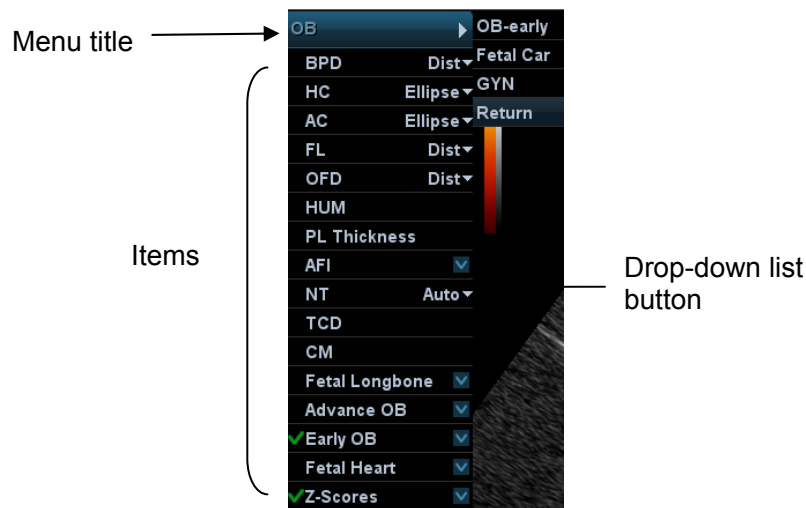 Menu title
OB
OB-early
BPD Dist
Fetal Car
HC Ellipse
GYN
AC Ellipse
Return
FL Dist
OFD Dist
HUM
PL Thickness
Items
AFI
Drop-down list
button
NT Auto
TCD
CM
Fetal Longbone
Advance OB
Early OB
Fetal Heart
Z-Scores